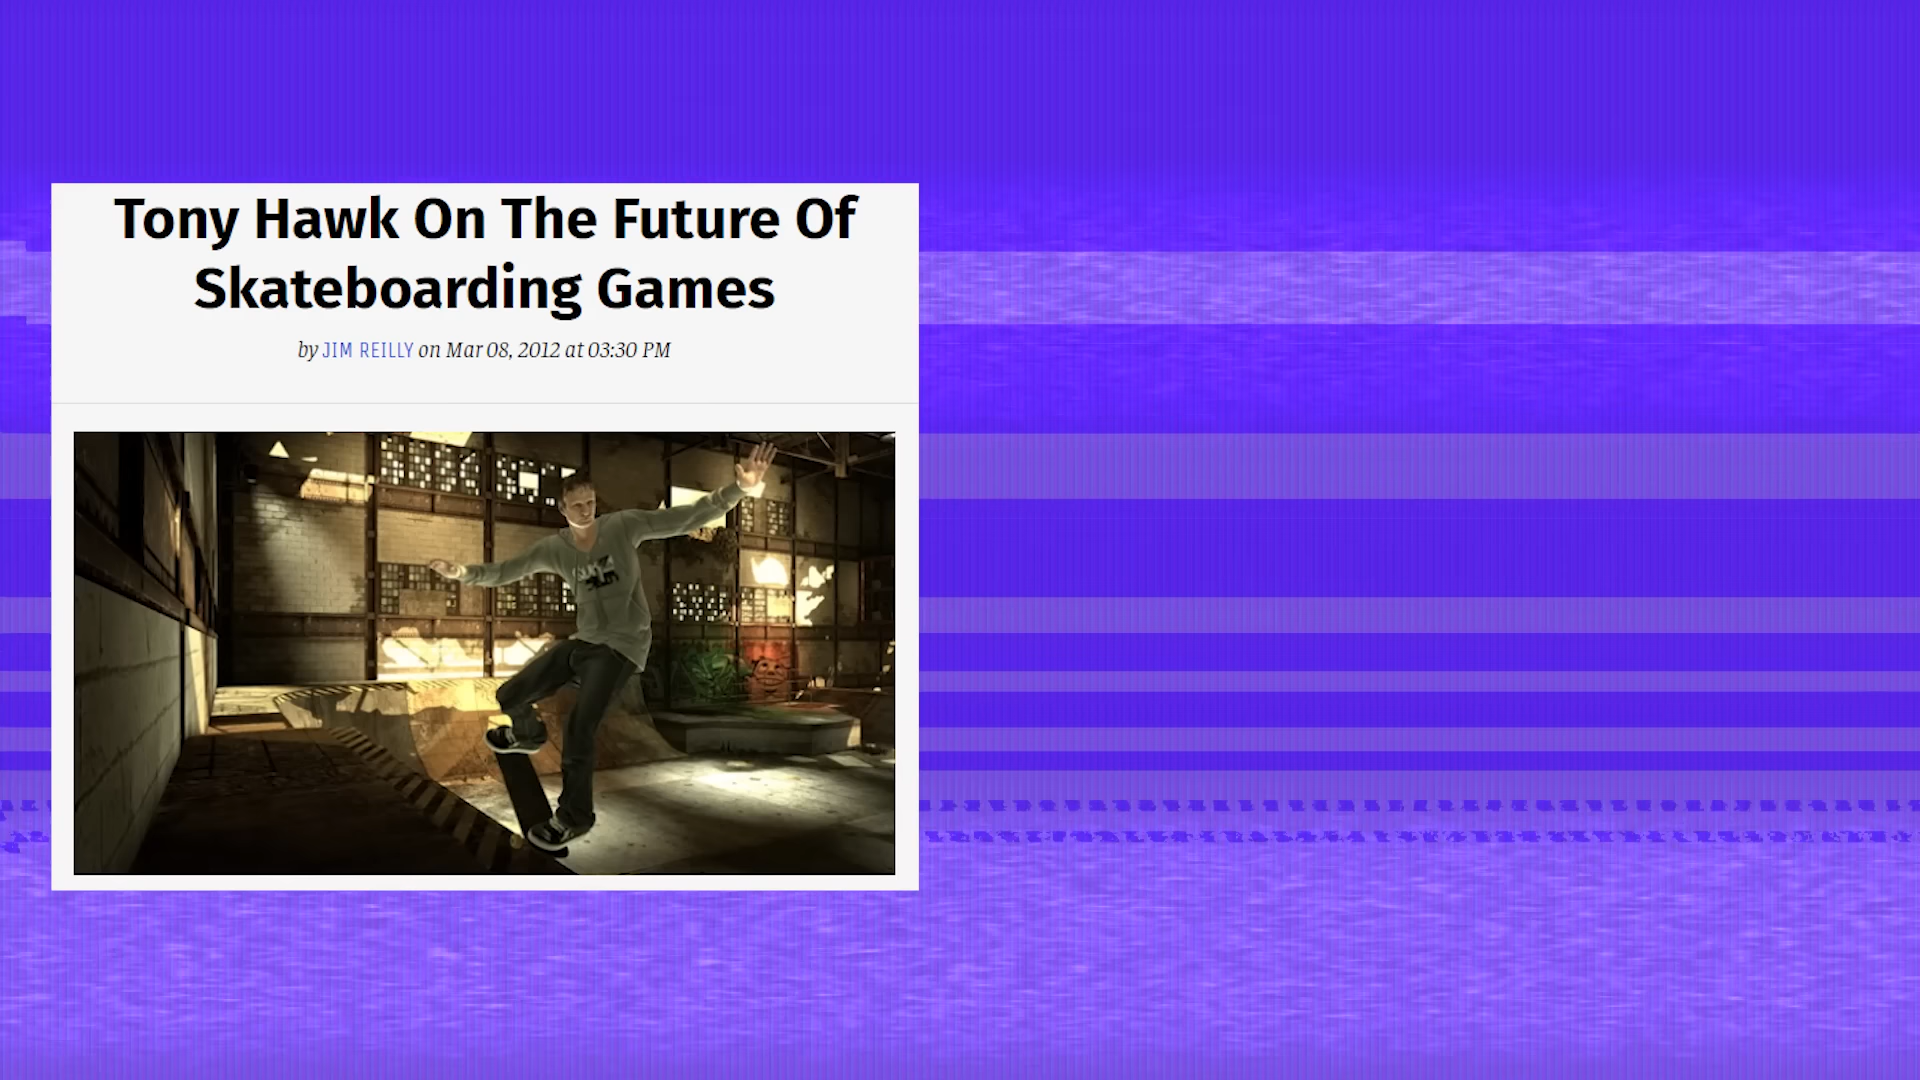 Tony Hawk On The Future Of
Skateboarding Games
by JIM REILLY on Mar 08, 2012 at 03:30 PM